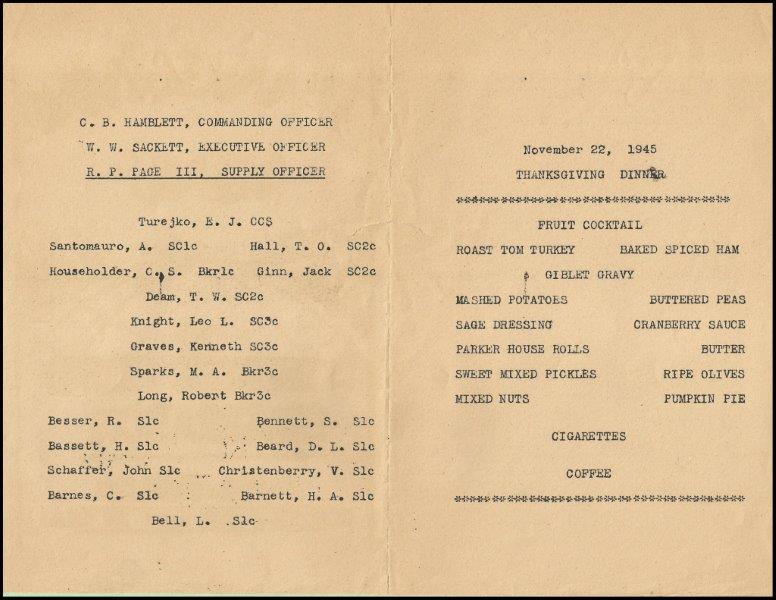 C. B. HAMBLETT, COMMANDING OFFICER
W. W. SACKETT, EXECUTIVE OFFICER
R. P. PAGE III, SUPPLY OFFICER
Turejko, E. J. CCS
Santomauro, A. SC1c Hall, T. O. SC2c
Householder, C. S. Bkr1c Ginn, Jack SC2c
Deam, T. W. SC2c
Knight, Leo L. SC3c
Graves, Kenneth SC3c
Sparks, M. A. Bkr3c
Long, Robert Bkr3c
Besser, R. S1c Bennett, S. S1c
Bassett, H. S1c Beard, D. L. S1c
Schaffer, John S1c Christenberry, V. S1c
Barnes, C. S1c Barnett, H. A. S1c
Bell, L. S1c
November 22, 1945
THANKSGIVING DINNER
FRUIT COCKTAIL
ROAST TOM TURKEY BAKED SPICED HAM
GIBLET GRAVY
MASHED POTATOES BUTTERED PEAS
SAGE DRESSING CRANBERRY SAUCE
PARKER HOUSE ROLLS BUTTER
SWEET MIXED PICKLES RIPE OLIVES
MIXED NUTS PUMPKIN PIE
CIGARETTES
COFFEE